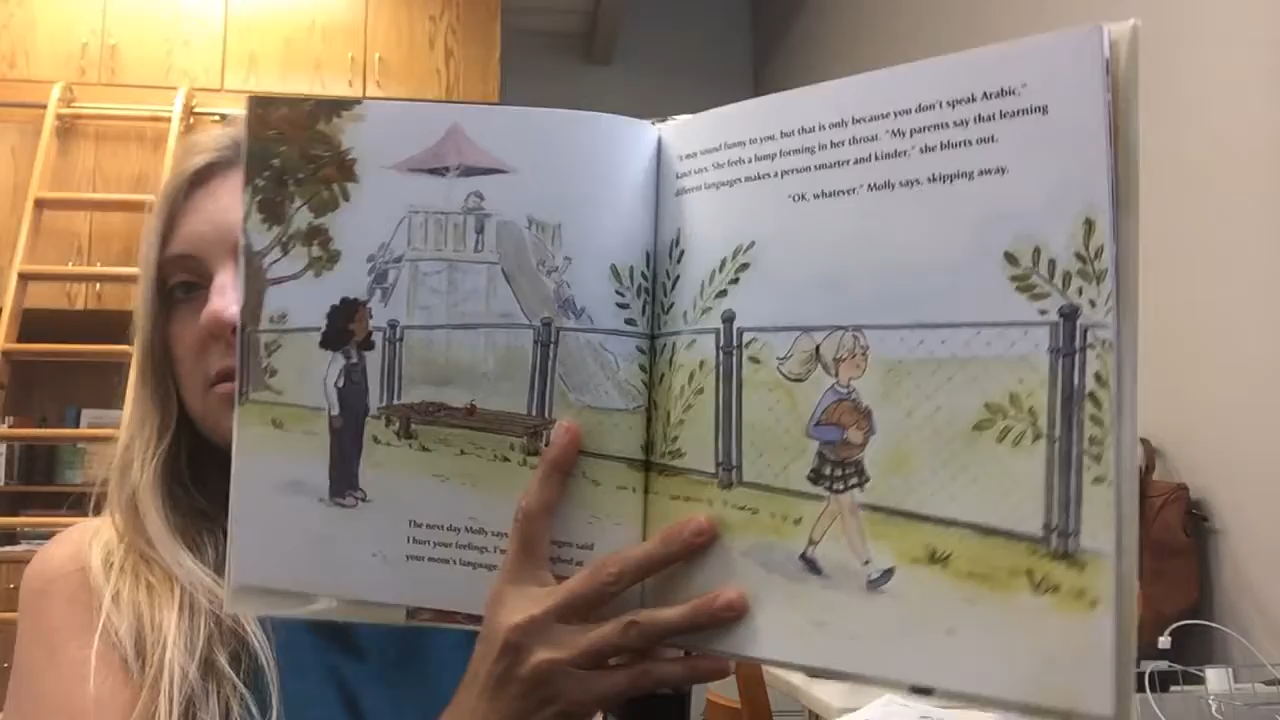 The next day Molly says said
I hurt your feelings. I'm
your mom's language.
"It may sound funny to you, but that is only because you don't speak Arabic,"
Kanzi says. She feels a lump forming in her throat. "My parents say that learning
different languages makes a person smarter and kinder," she blurts out.
"OK, whatever," Molly says, skipping away.